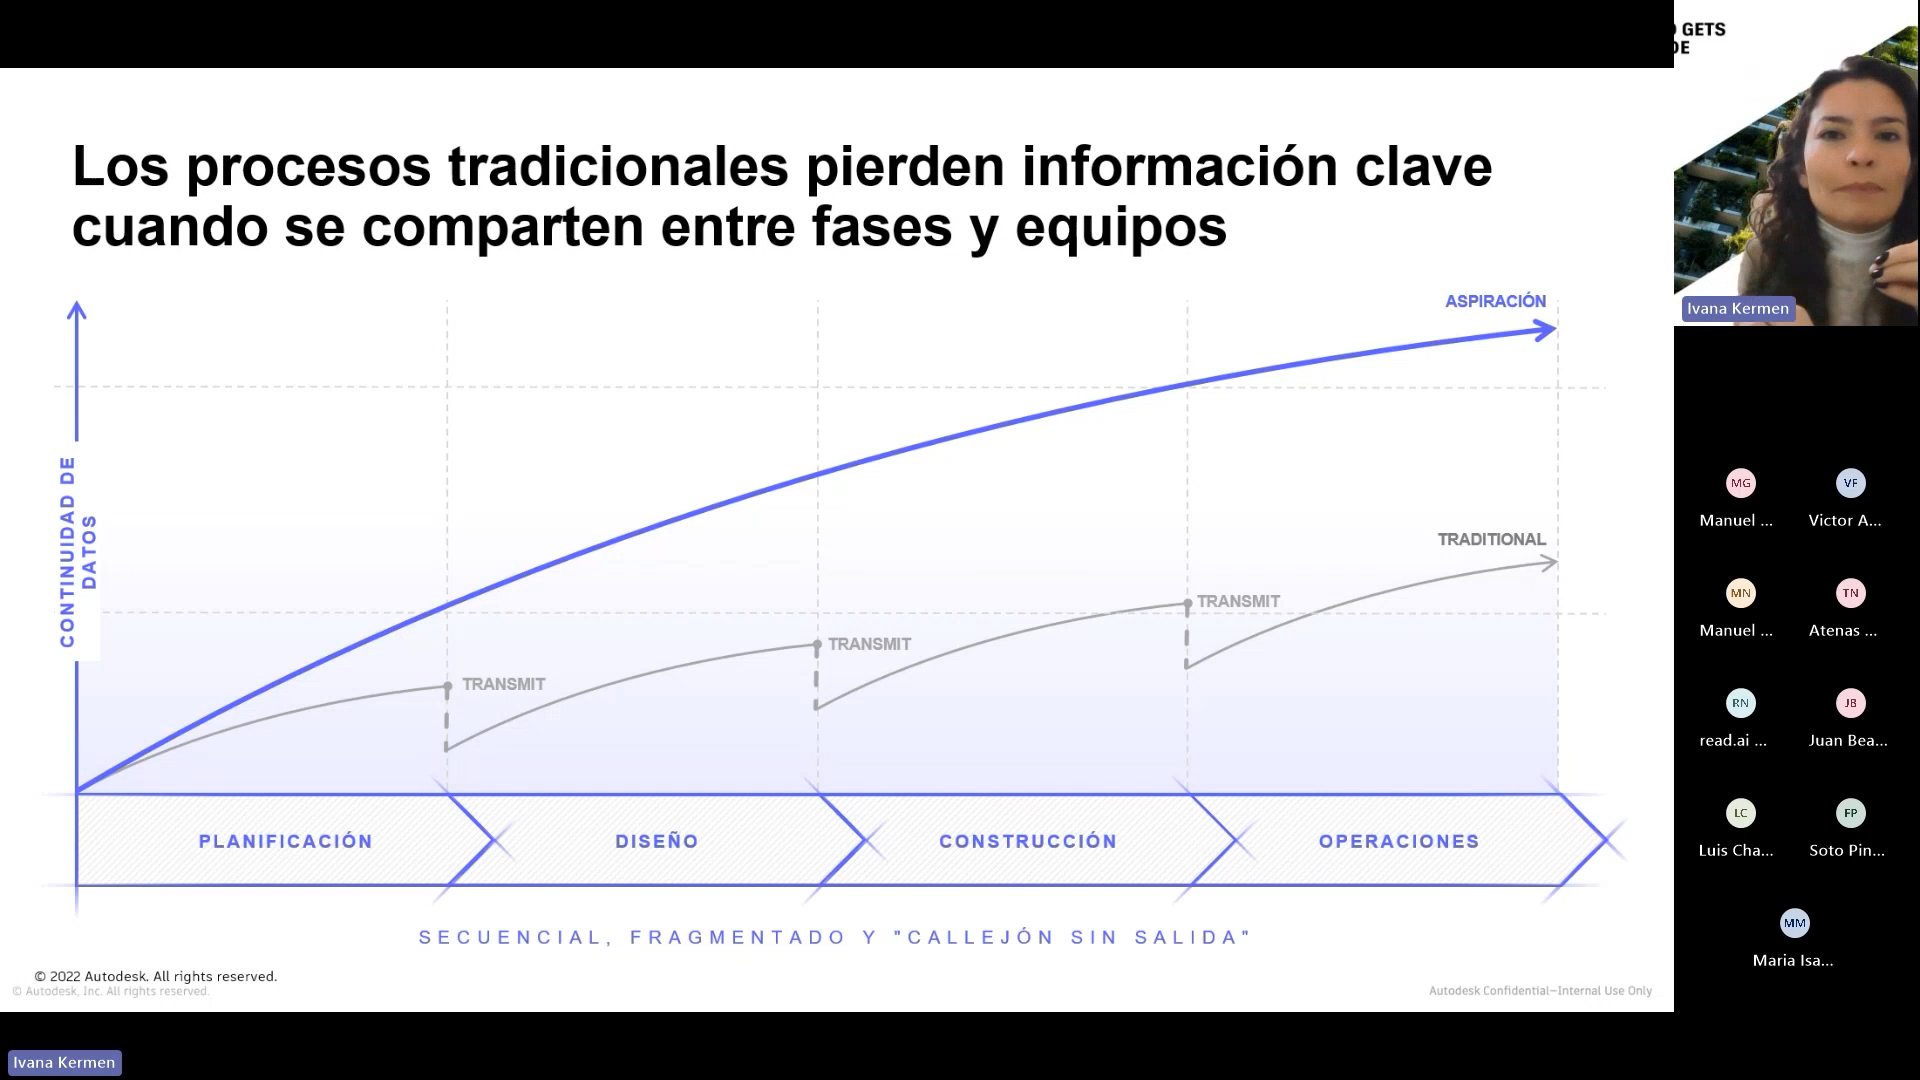 GETS
DE
Los procesos tradicionales pierden información clave
cuando se comparten entre fases y equipos
ASPIRACIÓN
CONTINUIDAD DE
DATOS
TRADITIONAL
TRANSMIT
TRANSMIT
TRANSMIT
PLANIFICACIÓN
DISEÑO
CONSTRUCCIÓN
OPERACIONES
SECUENCIAL, FRAGMENTADO Y "CALLEJÓN SIN SALIDA"
© 2022 Autodesk. All rights reserved.
© Autodesk, Inc. All rights reserved.
Autodesk Confidential–Internal Use Only
Ivana Kermen
MG
Manuel ...
VF
Victor A...
MN
Manuel ...
TN
Atenas ...
RN
read.ai ...
JB
Juan Bea...
LC
Luis Cha...
FP
Soto Pin...
MM
Maria Isa...
Ivana Kermen